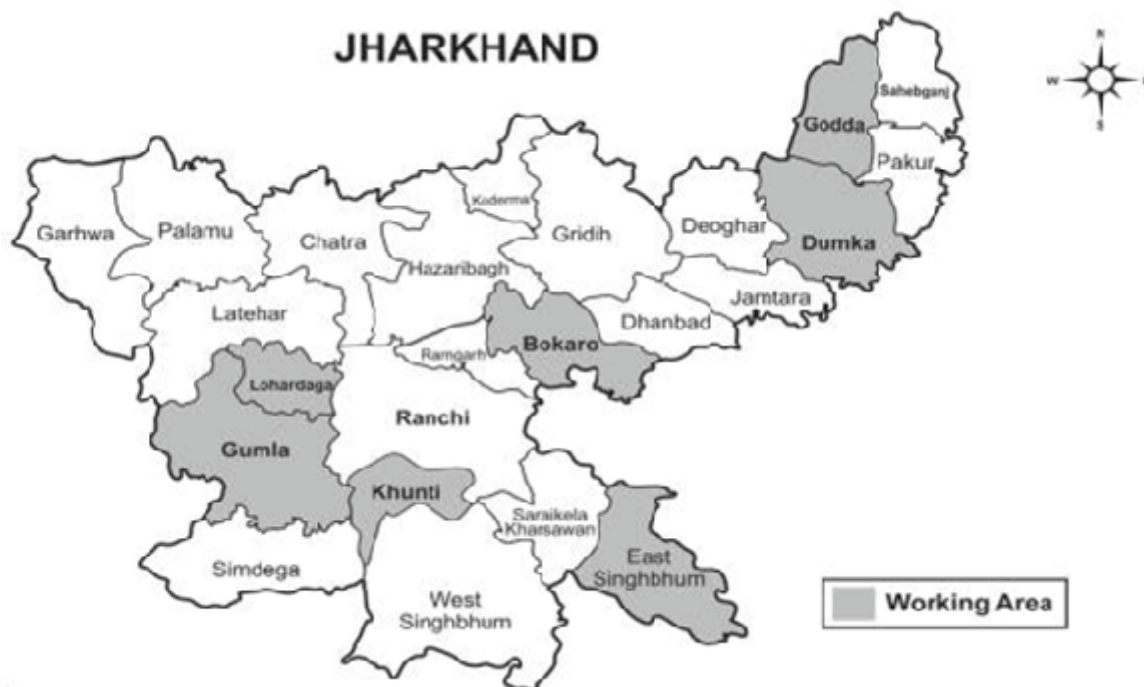 JHARKHAND
N
W
S
Sahebganj
Godda
Pakur
Koderma
Garhwa
Palamu
Chatra
Gridih
Deoghar
Dumka
Hazaribagh
Latehar
Jamtara
Dhanbad
Bokaro
Ramgarh
Lohardaga
Ranchi
Gumla
Khunti
Saraikela
Kharsawan
East
Singhbhum
Simdega
West
Singhbhum
Working Area